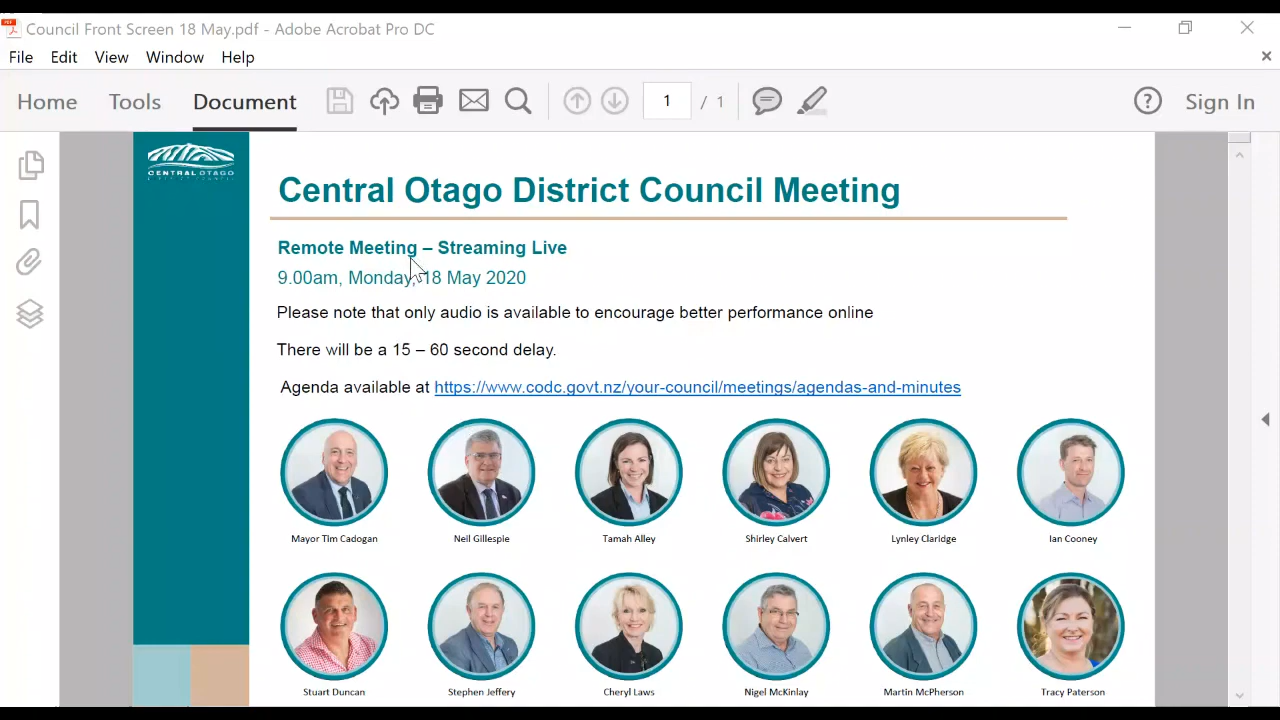 Council Front Screen 18 May.pdf - Adobe Acrobat Pro DC
File Edit View Window Help
Home Tools Document 1 / 1 Sign In
CENTRAL OTAGO
Central Otago District Council Meeting
Remote Meeting – Streaming Live
9.00am, Monday, 18 May 2020
Please note that only audio is available to encourage better performance online
There will be a 15 – 60 second delay.
Agenda available at https://www.codc.govt.nz/your-council/meetings/agendas-and-minutes
Mayor Tim Cadogan Neil Gillespie Tamah Alley Shirley Calvert Lynley Claridge Ian Cooney
Stuart Duncan Stephen Jeffery Cheryl Laws Nigel McKinlay Martin McPherson Tracy Paterson